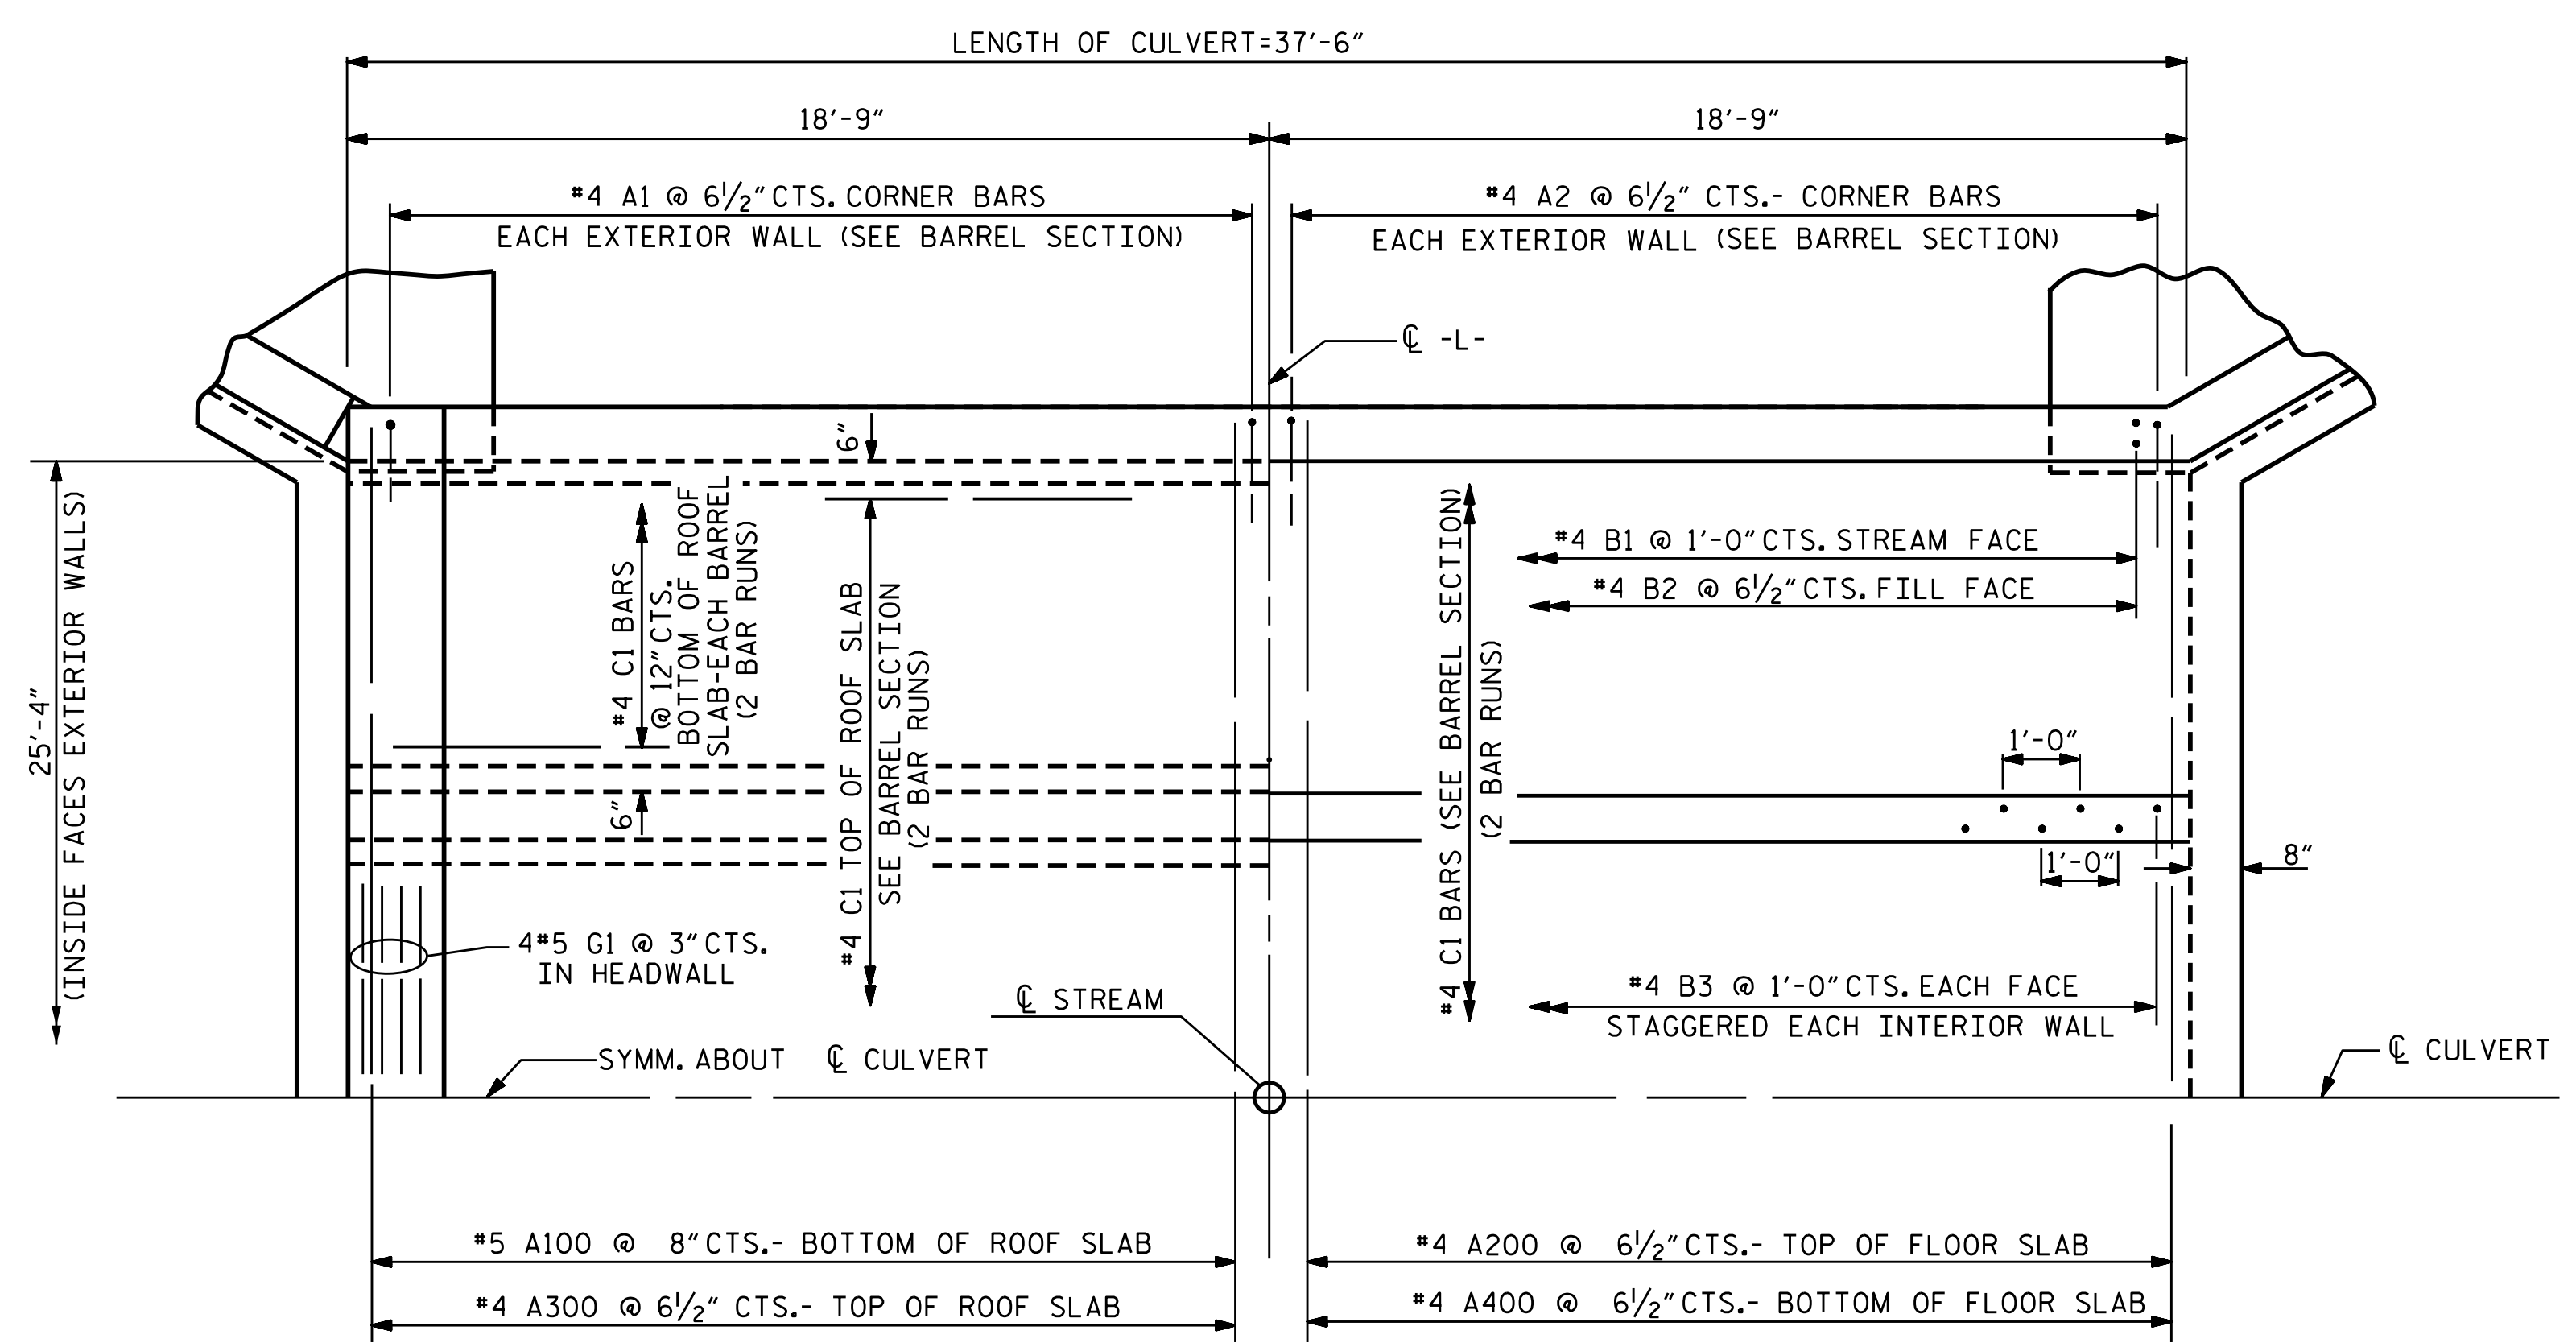 LENGTH OF CULVERT=37'-6"
18'-9"
18'-9"
#4 A1 @ 6½" CTS. CORNER BARS
EACH EXTERIOR WALL (SEE BARREL SECTION)
#4 A2 @ 6½" CTS.- CORNER BARS
EACH EXTERIOR WALL (SEE BARREL SECTION)
℄ -L-
6"
25'-4"
(INSIDE FACES EXTERIOR WALLS)
#4 C1 BARS
@ 12" CTS.
BOTTOM OF ROOF
SLAB-EACH BARREL
(2 BAR RUNS)
#4 C1 TOP OF ROOF SLAB
SEE BARREL SECTION
(2 BAR RUNS)
#4 C1 BARS (SEE BARREL SECTION)
(2 BAR RUNS)
#4 B1 @ 1'-0" CTS. STREAM FACE
#4 B2 @ 6½" CTS. FILL FACE
1'-0"
6"
1'-0"
8"
4#5 G1 @ 3" CTS.
IN HEADWALL
℄ STREAM
#4 B3 @ 1'-0" CTS. EACH FACE
STAGGERED EACH INTERIOR WALL
SYMM. ABOUT ℄ CULVERT
℄ CULVERT
#5 A100 @ 8" CTS.- BOTTOM OF ROOF SLAB
#4 A200 @ 6½" CTS.- TOP OF FLOOR SLAB
#4 A300 @ 6½" CTS.- TOP OF ROOF SLAB
#4 A400 @ 6½" CTS.- BOTTOM OF FLOOR SLAB